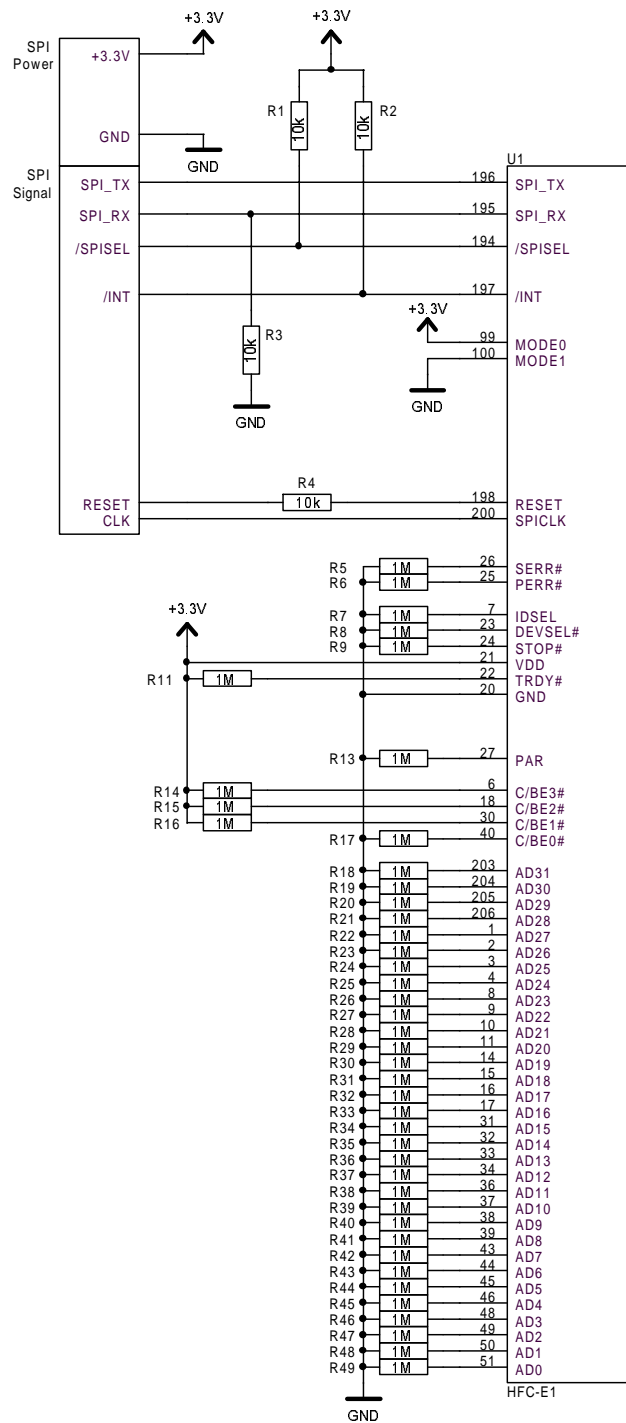 +3.3V
+3.3V
SPI
Power
+3.3V
R1
10k
10k
R2
GND
GND
U1
SPI
Signal
SPI_TX
196
SPI_TX
SPI_RX
195
SPI_RX
/SPISEL
194
/SPISEL
/INT
197
/INT
+3.3V
R3
10k
99
MODE0
100
MODE1
GND
GND
R4
RESET
10k
198
RESET
CLK
200
SPICLK
R5
1M
26
SERR#
R6
1M
25
PERR#
+3.3V
R7
1M
7
IDSEL
R8
1M
23
DEVSEL#
R9
1M
24
STOP#
21
VDD
R11
1M
22
TRDY#
20
GND
R13
1M
27
PAR
R14
1M
6
C/BE3#
R15
1M
18
C/BE2#
R16
1M
30
C/BE1#
R17
1M
40
C/BE0#
R18
1M
203
AD31
R19
1M
204
AD30
R20
1M
205
AD29
R21
1M
206
AD28
R22
1M
1
AD27
R23
1M
2
AD26
R24
1M
3
AD25
R25
1M
4
AD24
R26
1M
8
AD23
R27
1M
9
AD22
R28
1M
10
AD21
R29
1M
11
AD20
R30
1M
14
AD19
R31
1M
15
AD18
R32
1M
16
AD17
R33
1M
17
AD16
R34
1M
31
AD15
R35
1M
32
AD14
R36
1M
33
AD13
R37
1M
34
AD12
R38
1M
36
AD11
R39
1M
37
AD10
R40
1M
38
AD9
R41
1M
39
AD8
R42
1M
43
AD7
R43
1M
44
AD6
R44
1M
45
AD5
R45
1M
46
AD4
R46
1M
48
AD3
R47
1M
49
AD2
R48
1M
50
AD1
R49
1M
51
AD0
HFC-E1
GND